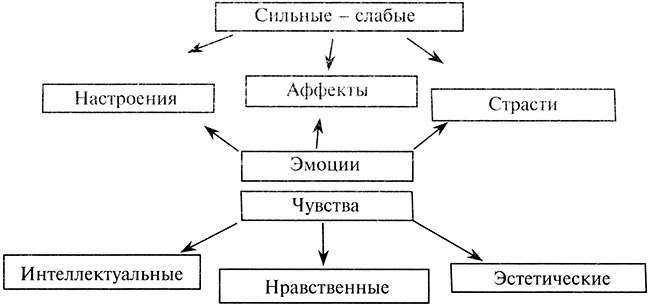 Сильные – слабые
Настроения
Аффекты
Страсти
Эмоции
Чувства
Интеллектуальные
Нравственные
Эстетические